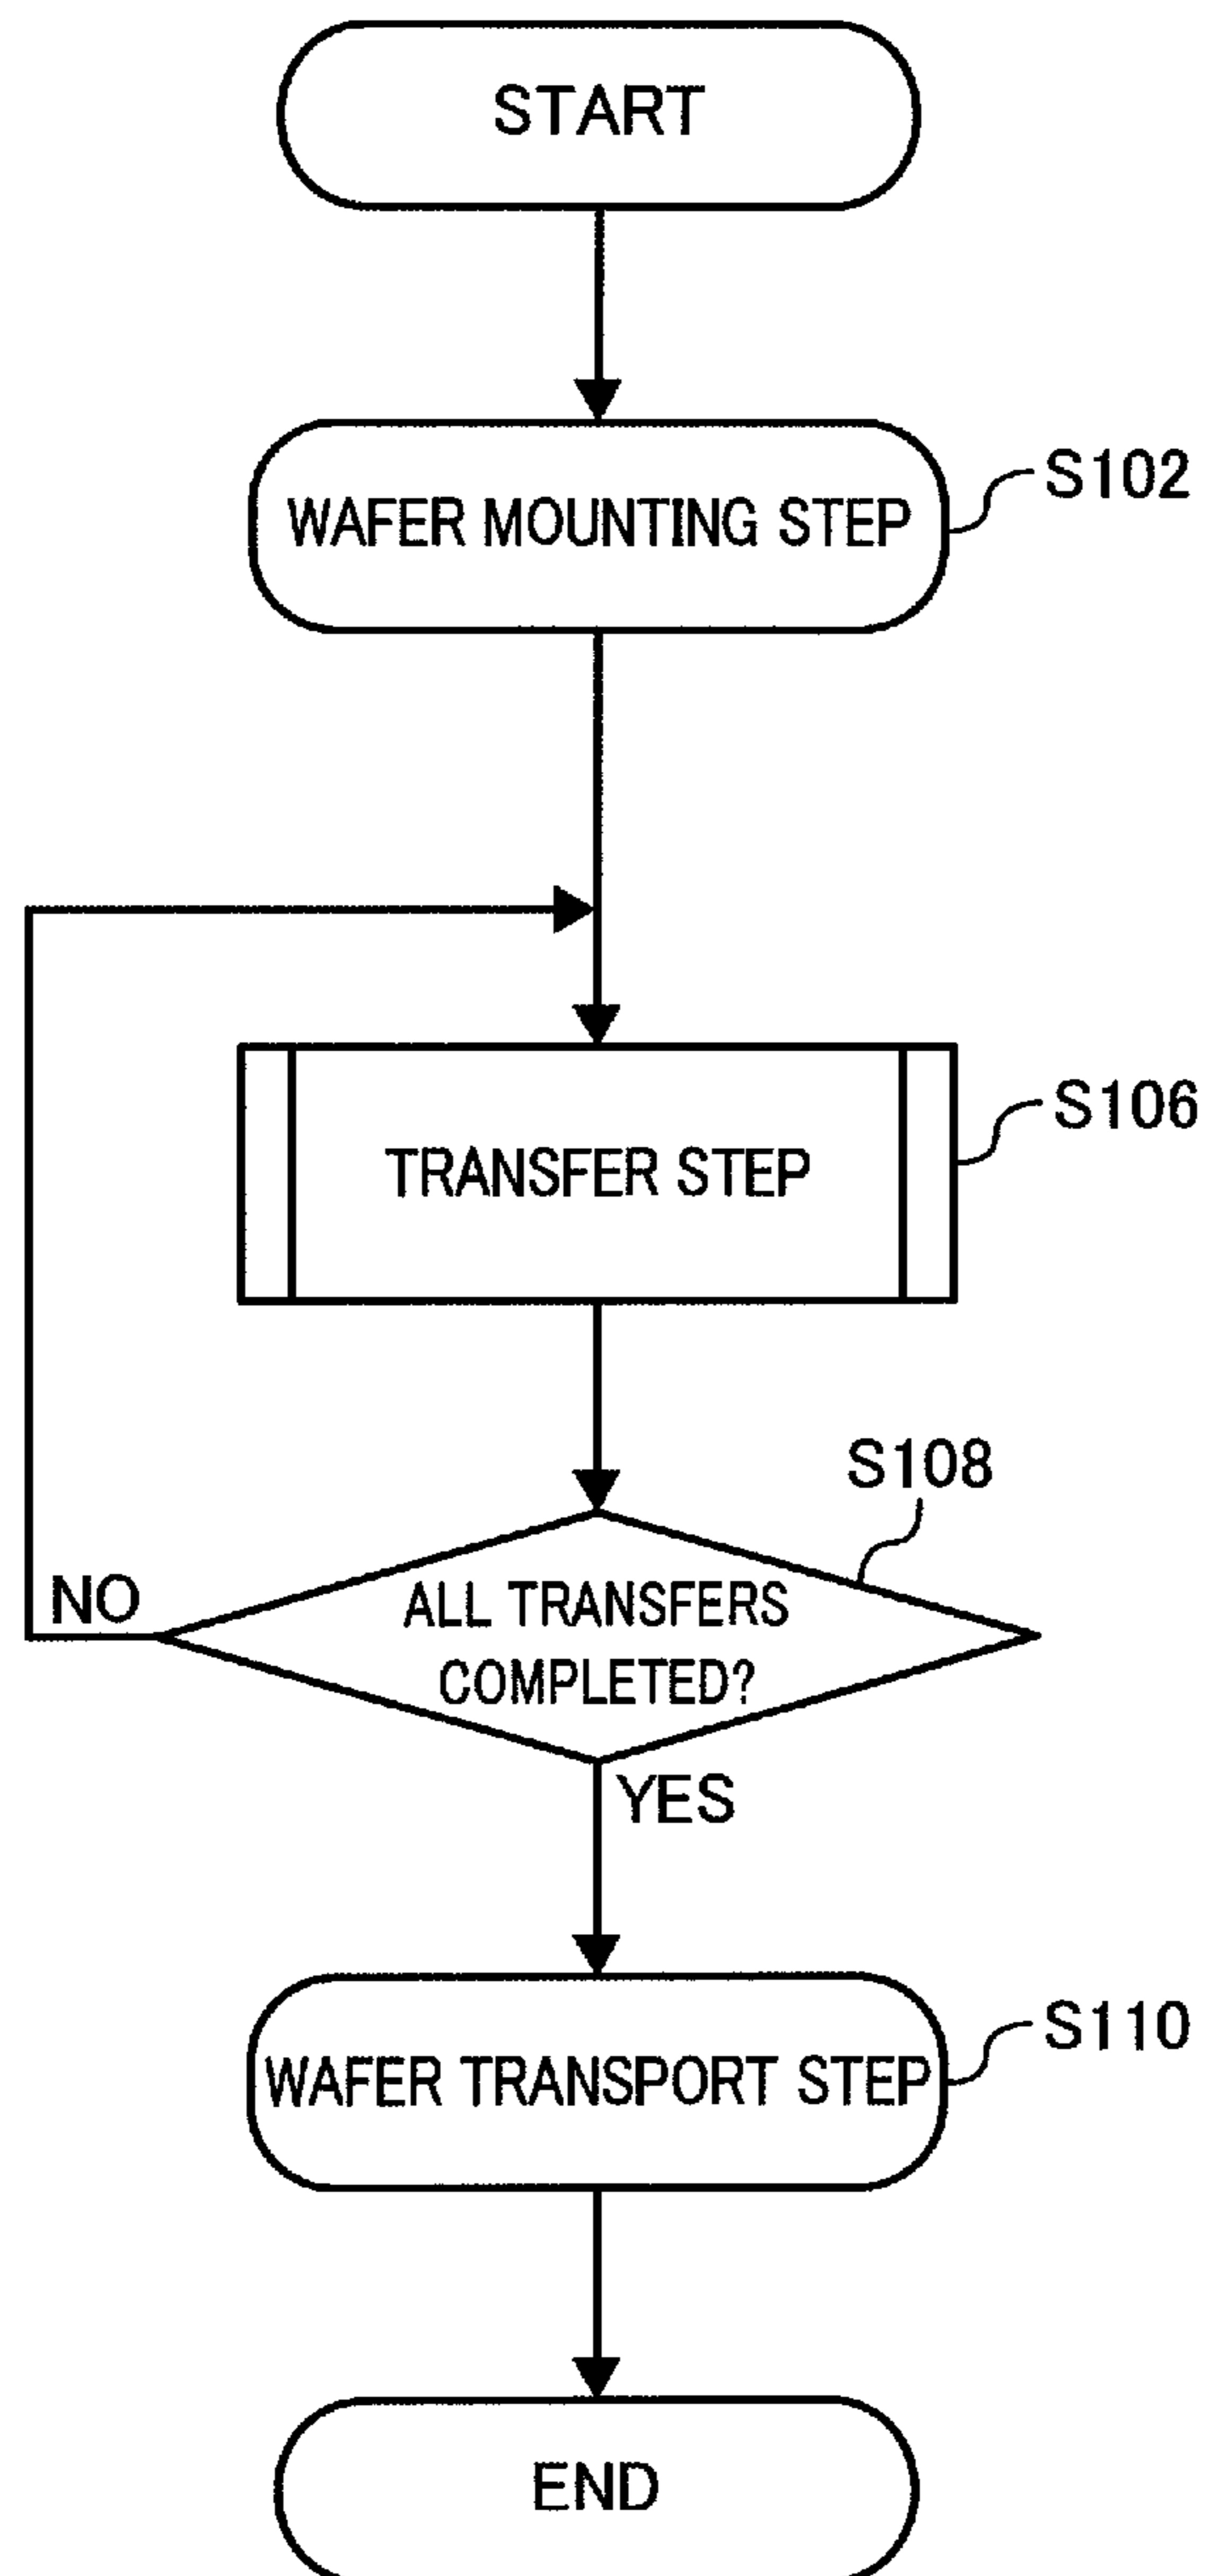 START
WAFER MOUNTING STEP
S102
TRANSFER STEP
S106
S108
ALL TRANSFERS
COMPLETED?
NO
YES
WAFER TRANSPORT STEP
S110
END